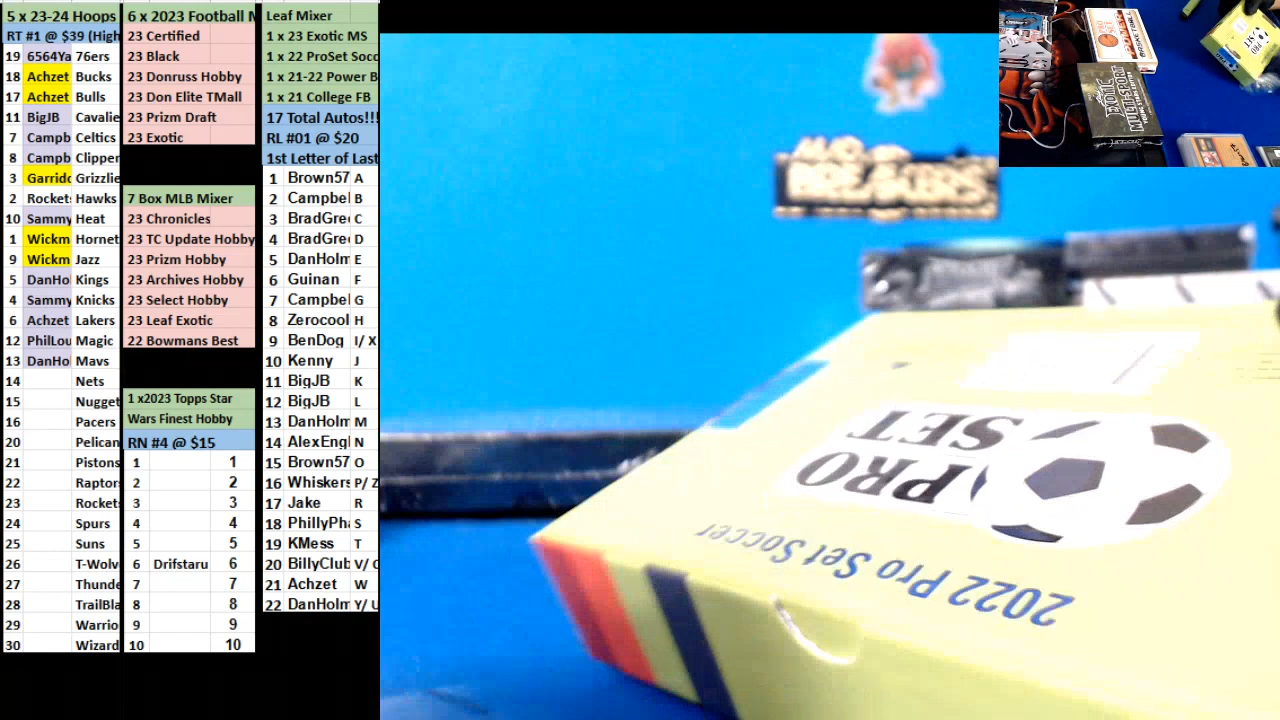 5 x 23-24 Hoops
RT #1 @ $39 (High
19 6564Ya 76ers
18 Achzet Bucks
17 Achzet Bulls
11 BigJB Cavalie
7 Campb Celtics
8 Campb Clipper
3 Garrido Grizzlie
2 Rocket Hawks
10 Sammy Heat
1 Wickm Hornet
9 Wickm Jazz
5 DanHo Kings
4 Sammy Knicks
6 Achzet Lakers
12 PhilLou Magic
13 DanHo Mavs
14 Nets
15 Nugget
16 Pacers
20 Pelican
21 Pistons
22 Raptor
23 Rocket
24 Spurs
25 Suns
26 T-Wolv
27 Thunde
28 TrailBla
29 Warrio
30 Wizard
6 x 2023 Football
23 Certified
23 Black
23 Donruss Hobby
23 Don Elite TMall
23 Prizm Draft
23 Exotic
7 Box MLB Mixer
23 Chronicles
23 TC Update Hobby
23 Prizm Hobby
23 Archives Hobby
23 Select Hobby
23 Leaf Exotic
22 Bowmans Best
1 x2023 Topps Star
Wars Finest Hobby
RN #4 @ $15
1 1
2 2
3 3
4 4
5 5
6 Drifstaru 6
7 7
8 8
9 9
10 10
Leaf Mixer
1 x 23 Exotic MS
1 x 22 ProSet Socc
1 x 21-22 Power B
1 x 21 College FB
17 Total Autos!!!
RL #01 @ $20
1st Letter of Last
1 Brown57 A
2 Campbel B
3 BradGree C
4 BradGree D
5 DanHolm E
6 Guinan F
7 Campbel G
8 Zerocool H
9 BenDog I/ X
10 Kenny J
11 BigJB K
12 BigJB L
13 DanHolm M
14 AlexEngl N
15 Brown57 O
16 Whiskers P/ Z
17 Jake R
18 PhillyPha S
19 KMess T
20 BillyClub V/
21 Achzet W
22 DanHolm Y/ U
PRO
SET
2022 Pro Set Soccer
EXOTIC
MULTI-SPORT
BASKETBALL
PRO
SET